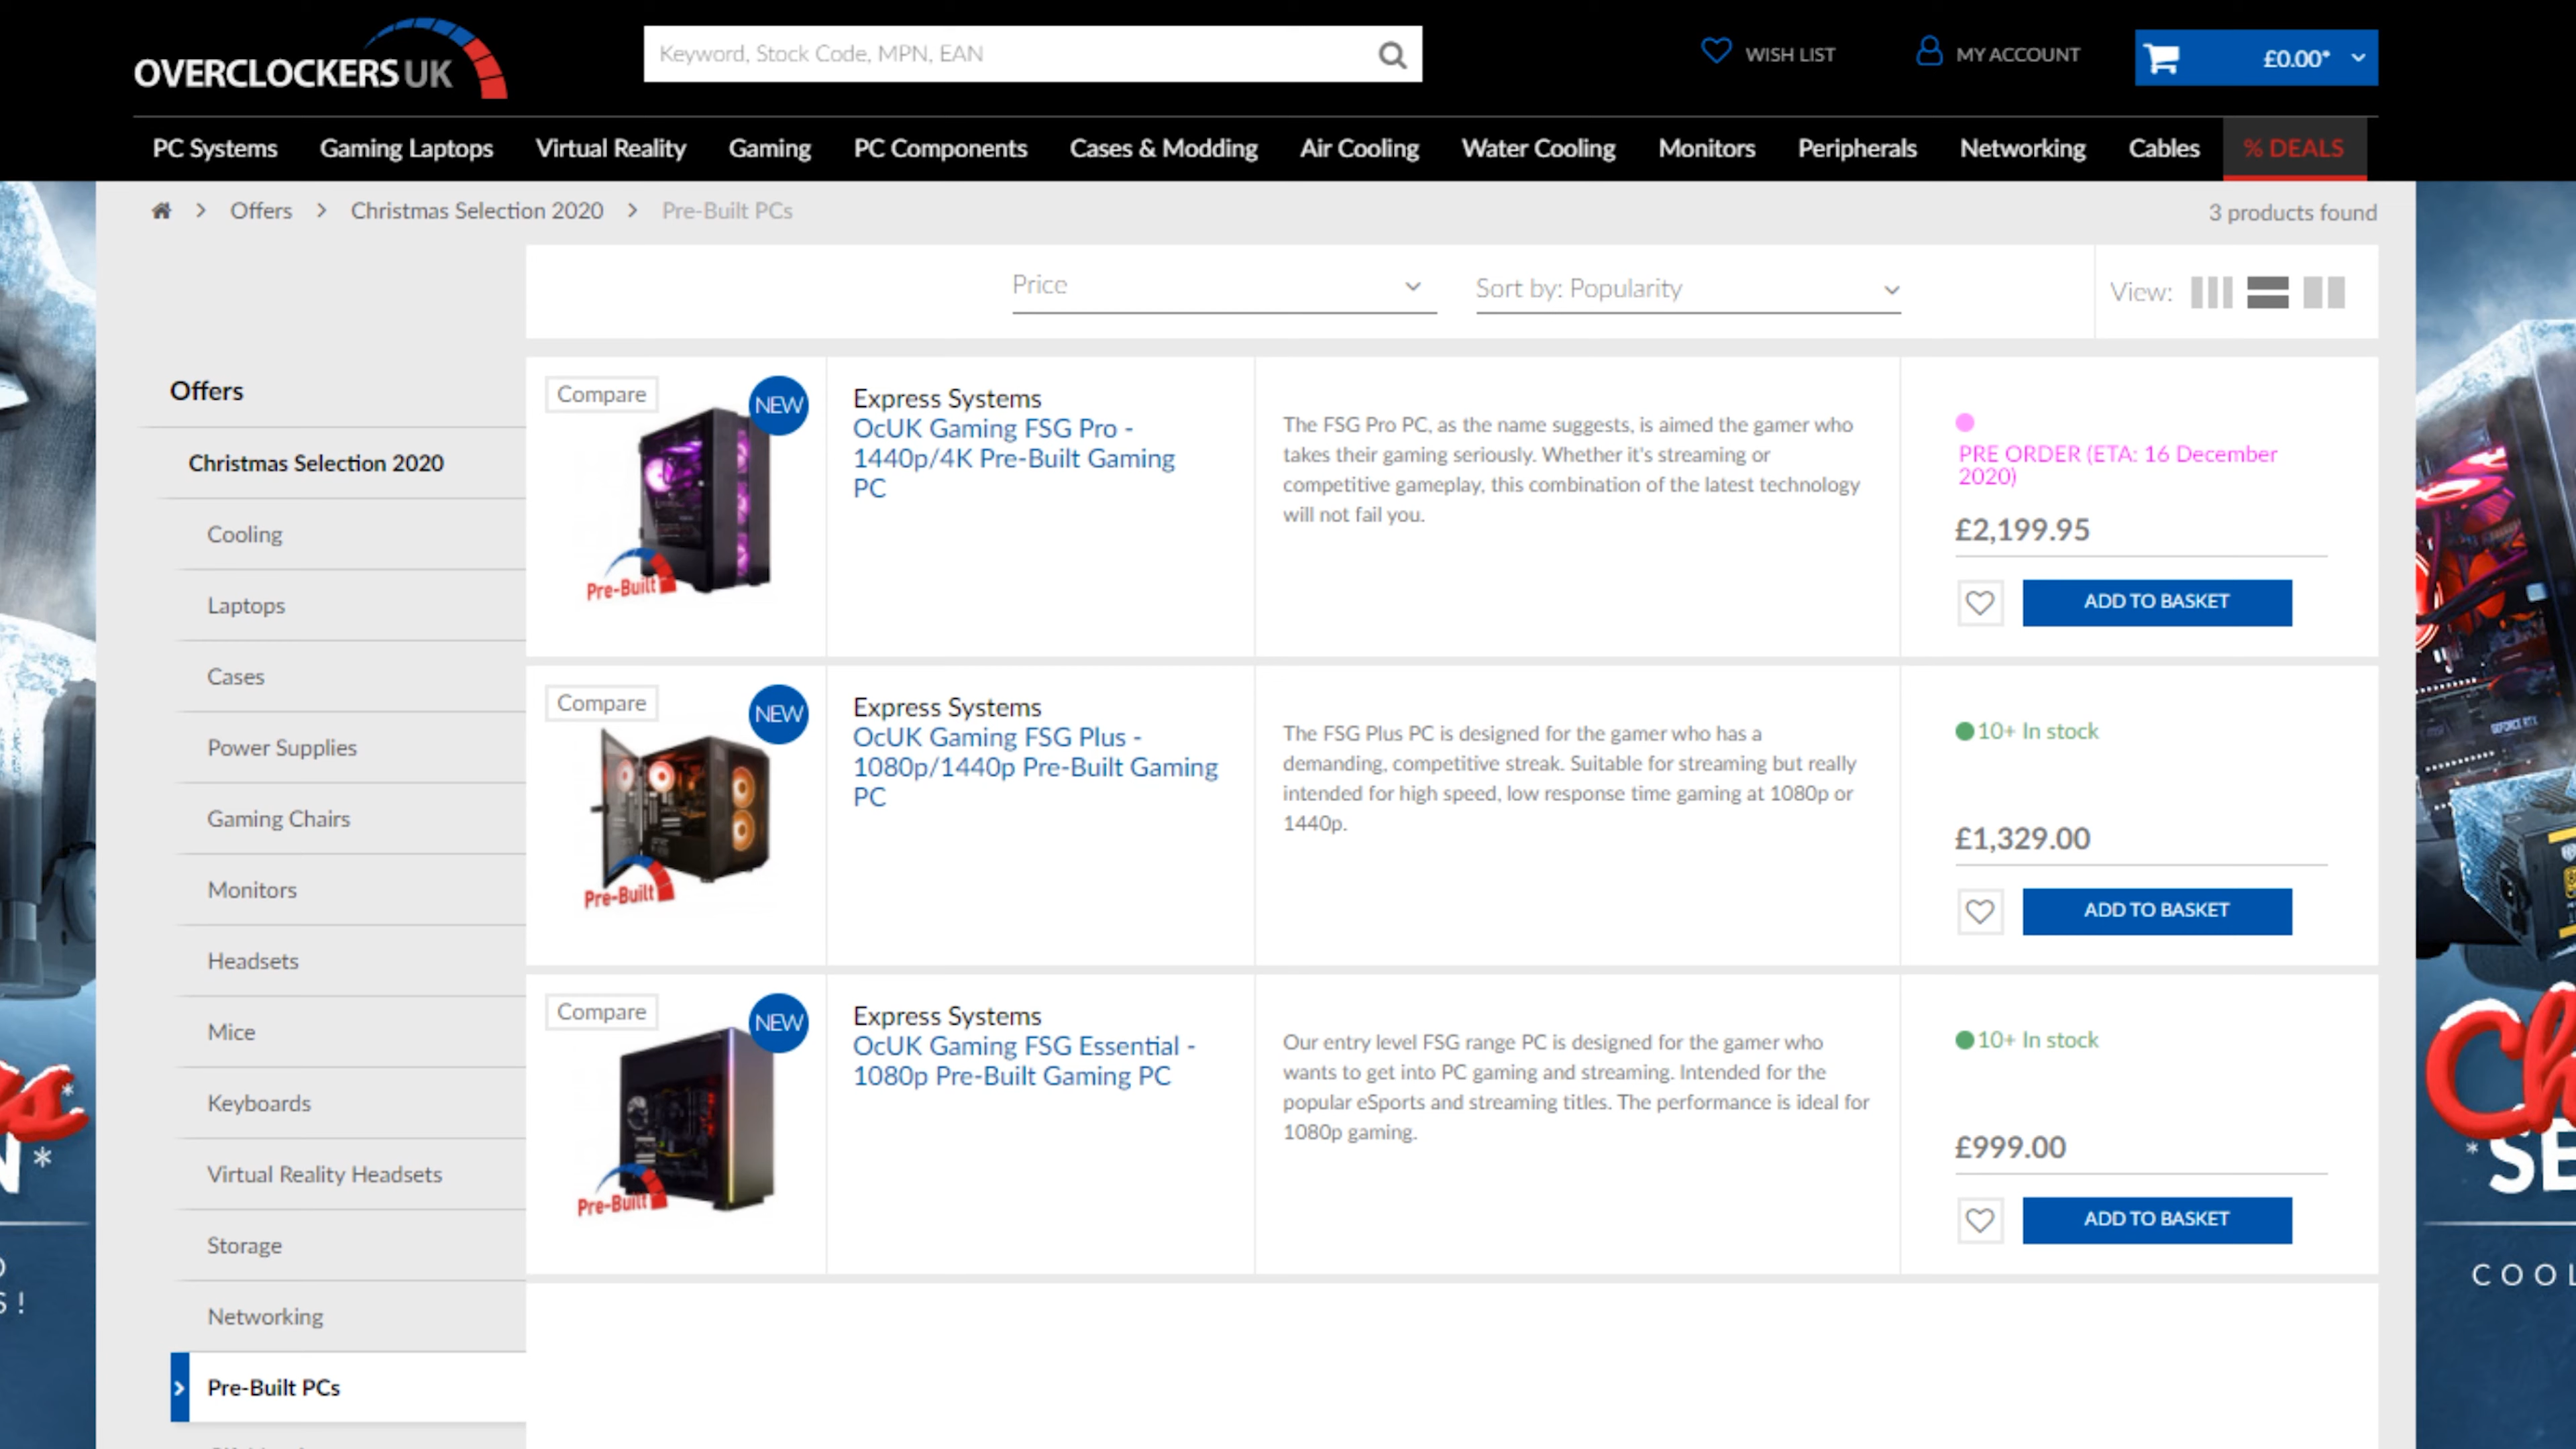 OVERCLOCKERS UK
Keyword, Stock Code, MPN, EAN
WISH LIST
MY ACCOUNT
£0.00*
PC Systems
Gaming Laptops
Virtual Reality
Gaming
PC Components
Cases & Modding
Air Cooling
Water Cooling
Monitors
Peripherals
Networking
Cables
% DEALS
Offers
Christmas Selection 2020
Pre-Built PCs
3 products found
Price
Sort by: Popularity
View:
Offers
Christmas Selection 2020
Cooling
Laptops
Cases
Power Supplies
Gaming Chairs
Monitors
Headsets
Mice
Keyboards
Virtual Reality Headsets
Storage
Networking
Pre-Built PCs
Compare
NEW
Pre-Built
Express Systems
OcUK Gaming FSG Pro -
1440p/4K Pre-Built Gaming
PC
The FSG Pro PC, as the name suggests, is aimed the gamer who
takes their gaming seriously. Whether it's streaming or
competitive gameplay, this combination of the latest technology
will not fail you.
PRE ORDER (ETA: 16 December
2020)
£2,199.95
ADD TO BASKET
Compare
NEW
Pre-Built
Express Systems
OcUK Gaming FSG Plus -
1080p/1440p Pre-Built Gaming
PC
The FSG Plus PC is designed for the gamer who has a
demanding, competitive streak. Suitable for streaming but really
intended for high speed, low response time gaming at 1080p or
1440p.
10+ In stock
£1,329.00
ADD TO BASKET
Compare
NEW
Pre-Built
Express Systems
OcUK Gaming FSG Essential -
1080p Pre-Built Gaming PC
Our entry level FSG range PC is designed for the gamer who
wants to get into PC gaming and streaming. Intended for the
popular eSports and streaming titles. The performance is ideal for
1080p gaming.
10+ In stock
£999.00
ADD TO BASKET
GEFORCE RTX
Ch
*SE
COOL